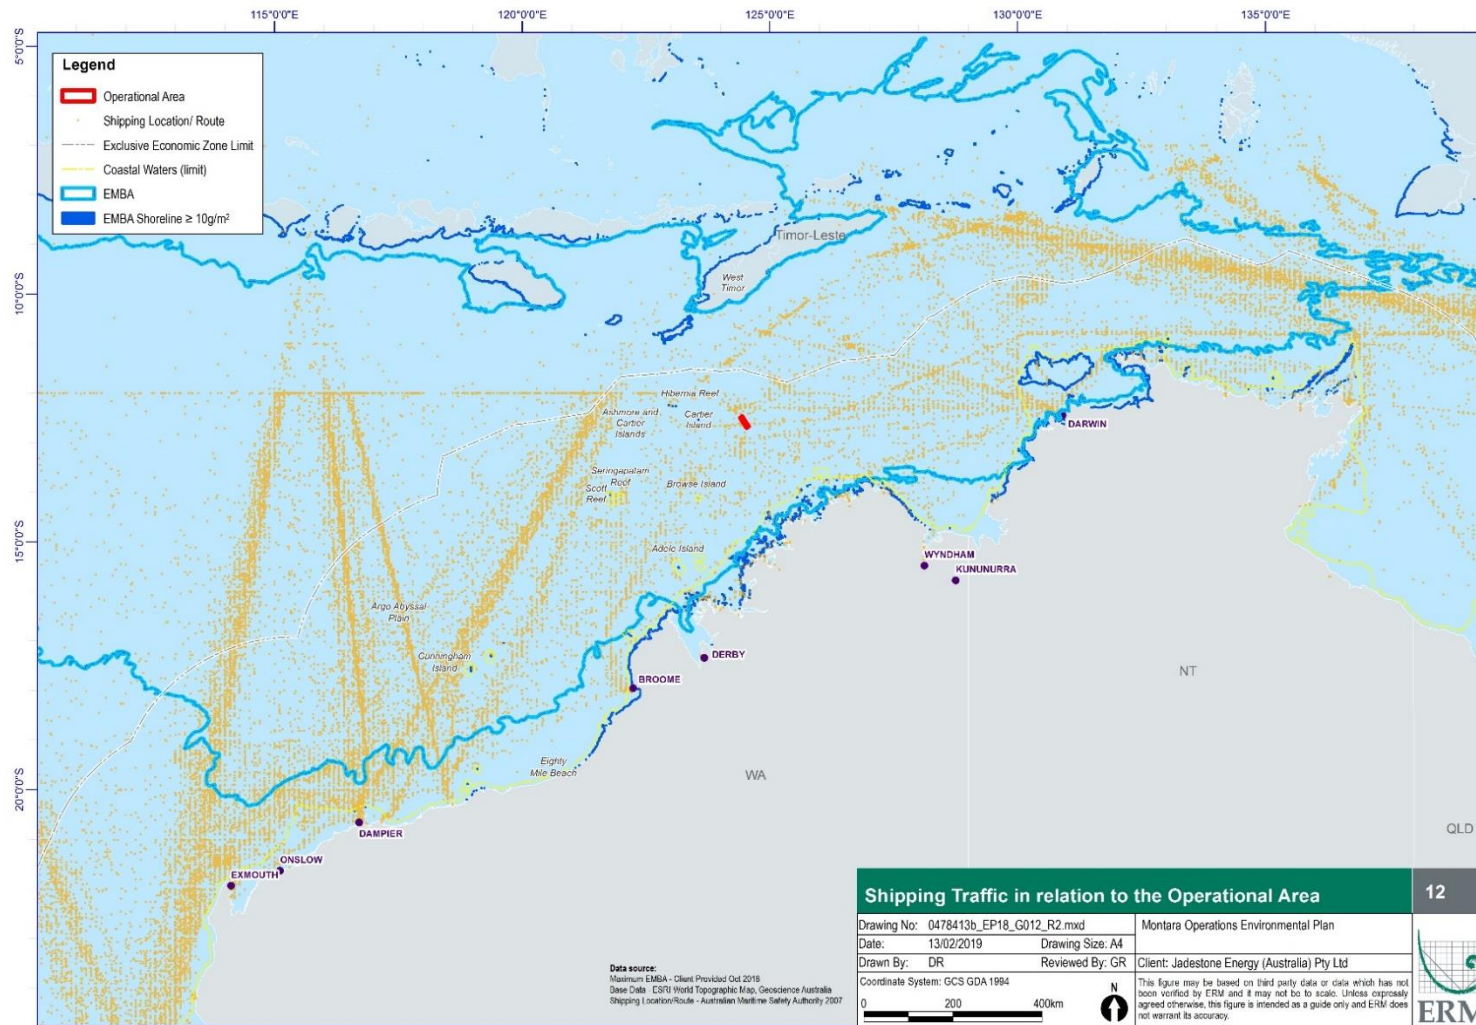 115°0'0"E
120°0'0"E
125°0'0"E
130°0'0"E
135°0'0"E
5°0'0"S
10°0'0"S
15°0'0"S
20°0'0"S
Legend
Operational Area
Shipping Location/ Route
Exclusive Economic Zone Limit
Coastal Waters (limit)
EMBA
EMBA Shoreline ≥ 10g/m²
Timor-Leste
West
Timor
Hibernia Reef
Ashmore and
Cartier
Islands
Cartier
Island
Seringapatam
Reef
Scott
Reef
Browse Island
Adele Island
Argo Abyssal
Plain
Cunningham
Island
Eighty
Mile Beach
DARWIN
WYNDHAM
KUNUNURRA
DERBY
BROOME
DAMPIER
ONSLOW
EXMOUTH
WA
NT
QLD
Data source:
Maximum EMBA - Client Provided Oct 2018
Base Data - ESRI World Topographic Map, Geoscience Australia
Shipping Location/Route - Australian Maritime Safety Authority 2007
Shipping Traffic in relation to the Operational Area
12
Drawing No: 0478413b_EP18_G012_R2.mxd
Montara Operations Environmental Plan
Date: 13/02/2019 Drawing Size: A4
Drawn By: DR Reviewed By: GR
Client: Jadestone Energy (Australia) Pty Ltd
Coordinate System: GCS GDA 1994
0 200 400km
N
This figure may be based on third party data or data which has not
been verified by ERM and it may not be to scale. Unless expressly
agreed otherwise, this figure is intended as a guide only and ERM does
not warrant its accuracy.
ERM